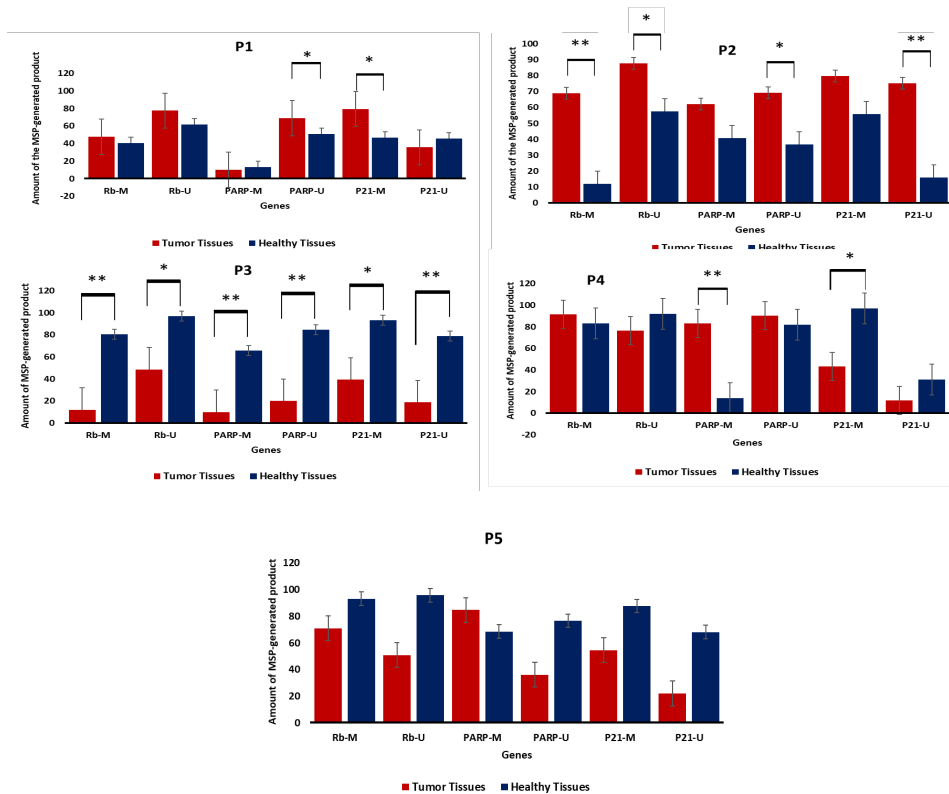 P1
* *
Amount of the MSP-generated product
120
100
80
60
40
20
0
-20
Rb-M Rb-U PARP-M PARP-U P21-M P21-U
Genes
Tumor Tissues Healthy Tissues
P2
** * * **
Amount of the MSP-generated product
100
90
80
70
60
50
40
30
20
10
0
Rb-M Rb-U PARP-M PARP-U P21-M P21-U
Genes
Tumor Tissues Healthy Tissues
P3
** * ** ** * **
Amount of MSP-generated product
120
100
80
60
40
20
0
Rb-M Rb-U PARP-M PARP-U P21-M P21-U
Genes
Tumor Tissues Healthy Tissues
P4
** *
Amount of MSP-generated product
120
100
80
60
40
20
0
-20
Rb-M Rb-U PARP-M PARP-U P21-M P21-U
Genes
Tumor Tissues Healthy Tissues
P5
Amount of MSP-generated product
120
100
80
60
40
20
0
Rb-M Rb-U PARP-M PARP-U P21-M P21-U
Genes
Tumor Tissues Healthy Tissues